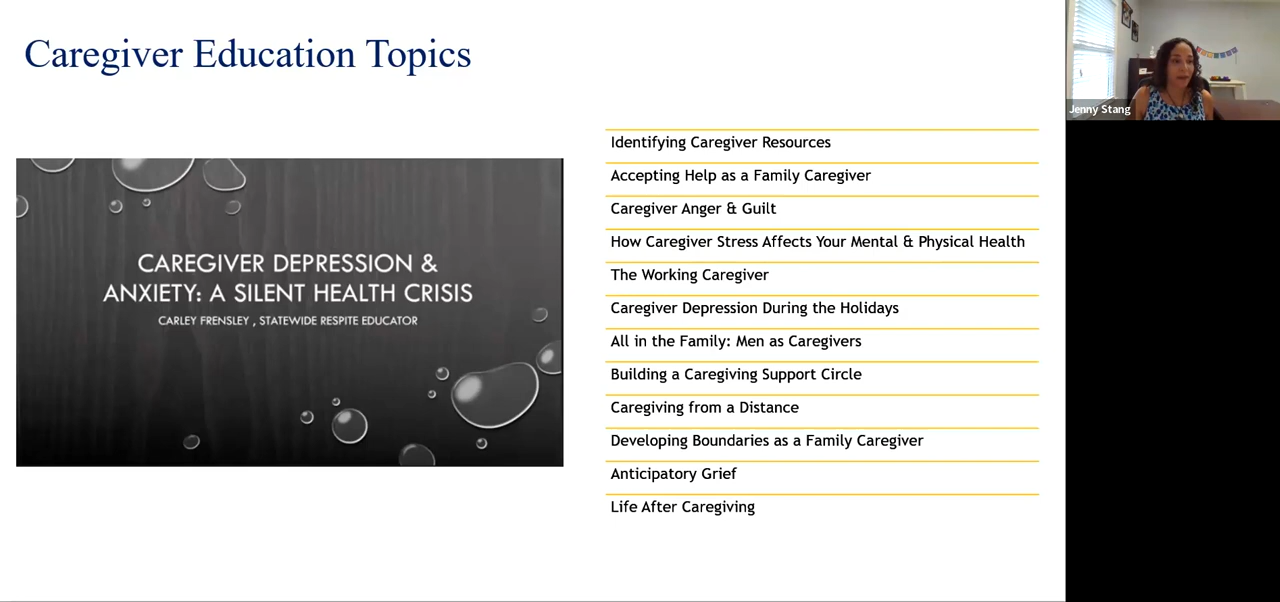 Caregiver Education Topics
CAREGIVER DEPRESSION &
ANXIETY: A SILENT HEALTH CRISIS
CARLEY FRENSLEY , STATEWIDE RESPITE EDUCATOR
Identifying Caregiver Resources
Accepting Help as a Family Caregiver
Caregiver Anger & Guilt
How Caregiver Stress Affects Your Mental & Physical Health
The Working Caregiver
Caregiver Depression During the Holidays
All in the Family: Men as Caregivers
Building a Caregiving Support Circle
Caregiving from a Distance
Developing Boundaries as a Family Caregiver
Anticipatory Grief
Life After Caregiving
Jenny Stang